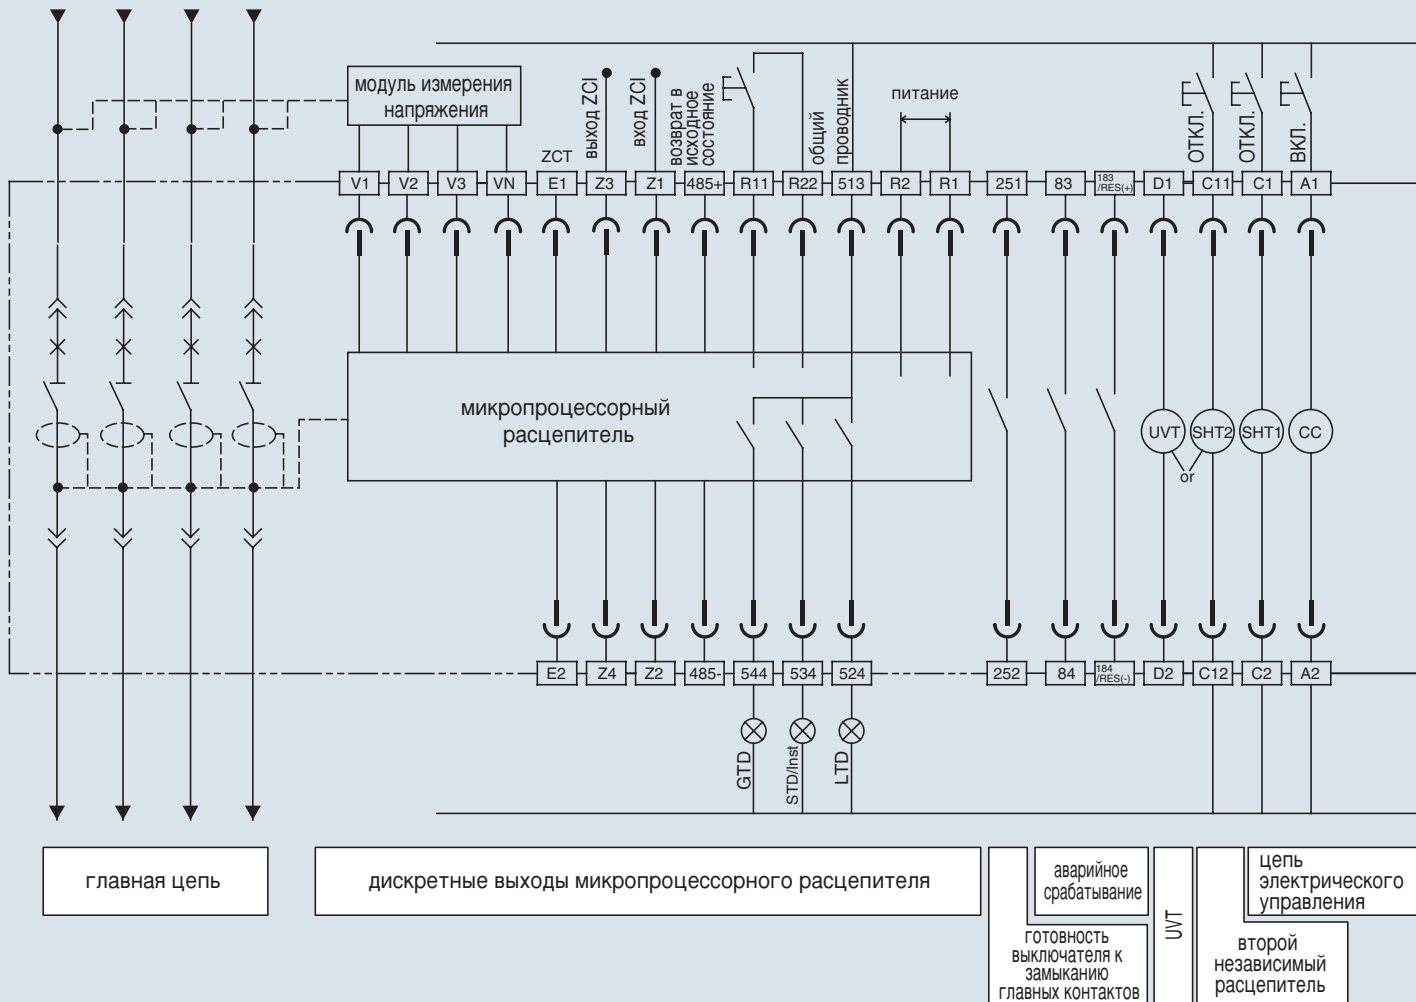 модуль измерения
напряжения
ZCT
выход ZCI
вход ZCI
возврат в
исходное
состояние
общий
проводник
питание
ОТКЛ.
ОТКЛ.
ВКЛ.
V1 V2 V3 VN E1 Z3 Z1 485+ R11 R22 513 R2 R1 251 83 183 /RES(+) D1 C11 C1 A1
микропроцессорный
расцепитель
UVT SHT2 SHT1 CC
or
E2 Z4 Z2 485- 544 534 524 252 84 184 /RES(-) D2 C12 C2 A2
GTD
STD/Inst
LTD
главная цепь
дискретные выходы микропроцессорного расцепителя
готовность
выключателя к
замыканию
главных контактов
аварийное
срабатывание
UVT
второй
независимый
расцепитель
цепь
электрического
управления